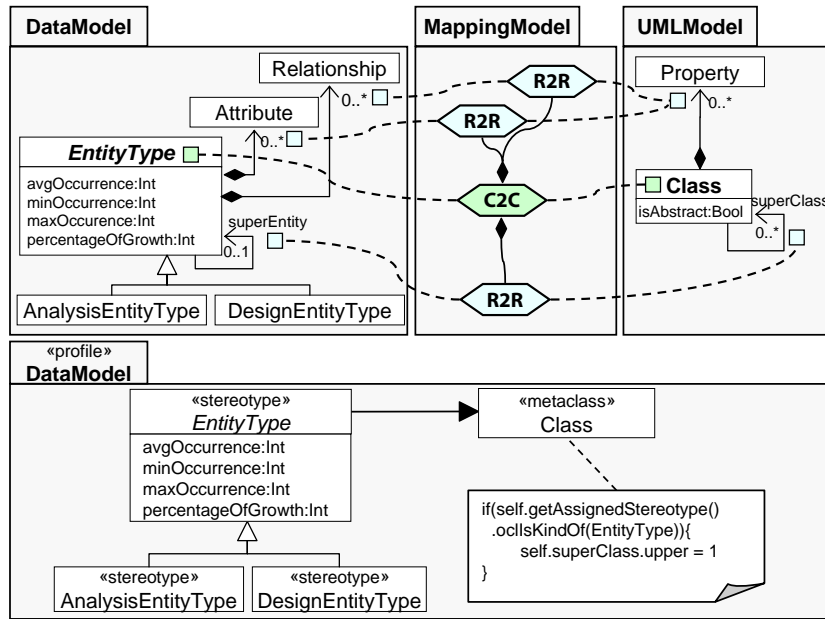 DataModel
MappingModel
UMLModel
Relationship
0..*
R2R
Property
0..*
Attribute
0..*
R2R
EntityType
avgOccurrence:Int
minOccurrence:Int
maxOccurence:Int
percentageOfGrowth:Int
C2C
Class
isAbstract:Bool
superClass
0..*
superEntity
0..1
R2R
AnalysisEntityType
DesignEntityType
«profile»
DataModel
«stereotype»
EntityType
avgOccurrence:Int
minOccurrence:Int
maxOccurrence:Int
percentageOfGrowth:Int
«metaclass»
Class
if(self.getAssignedStereotype()
.oclIsKindOf(EntityType)){
self.superClass.upper = 1
}
«stereotype»
AnalysisEntityType
«stereotype»
DesignEntityType